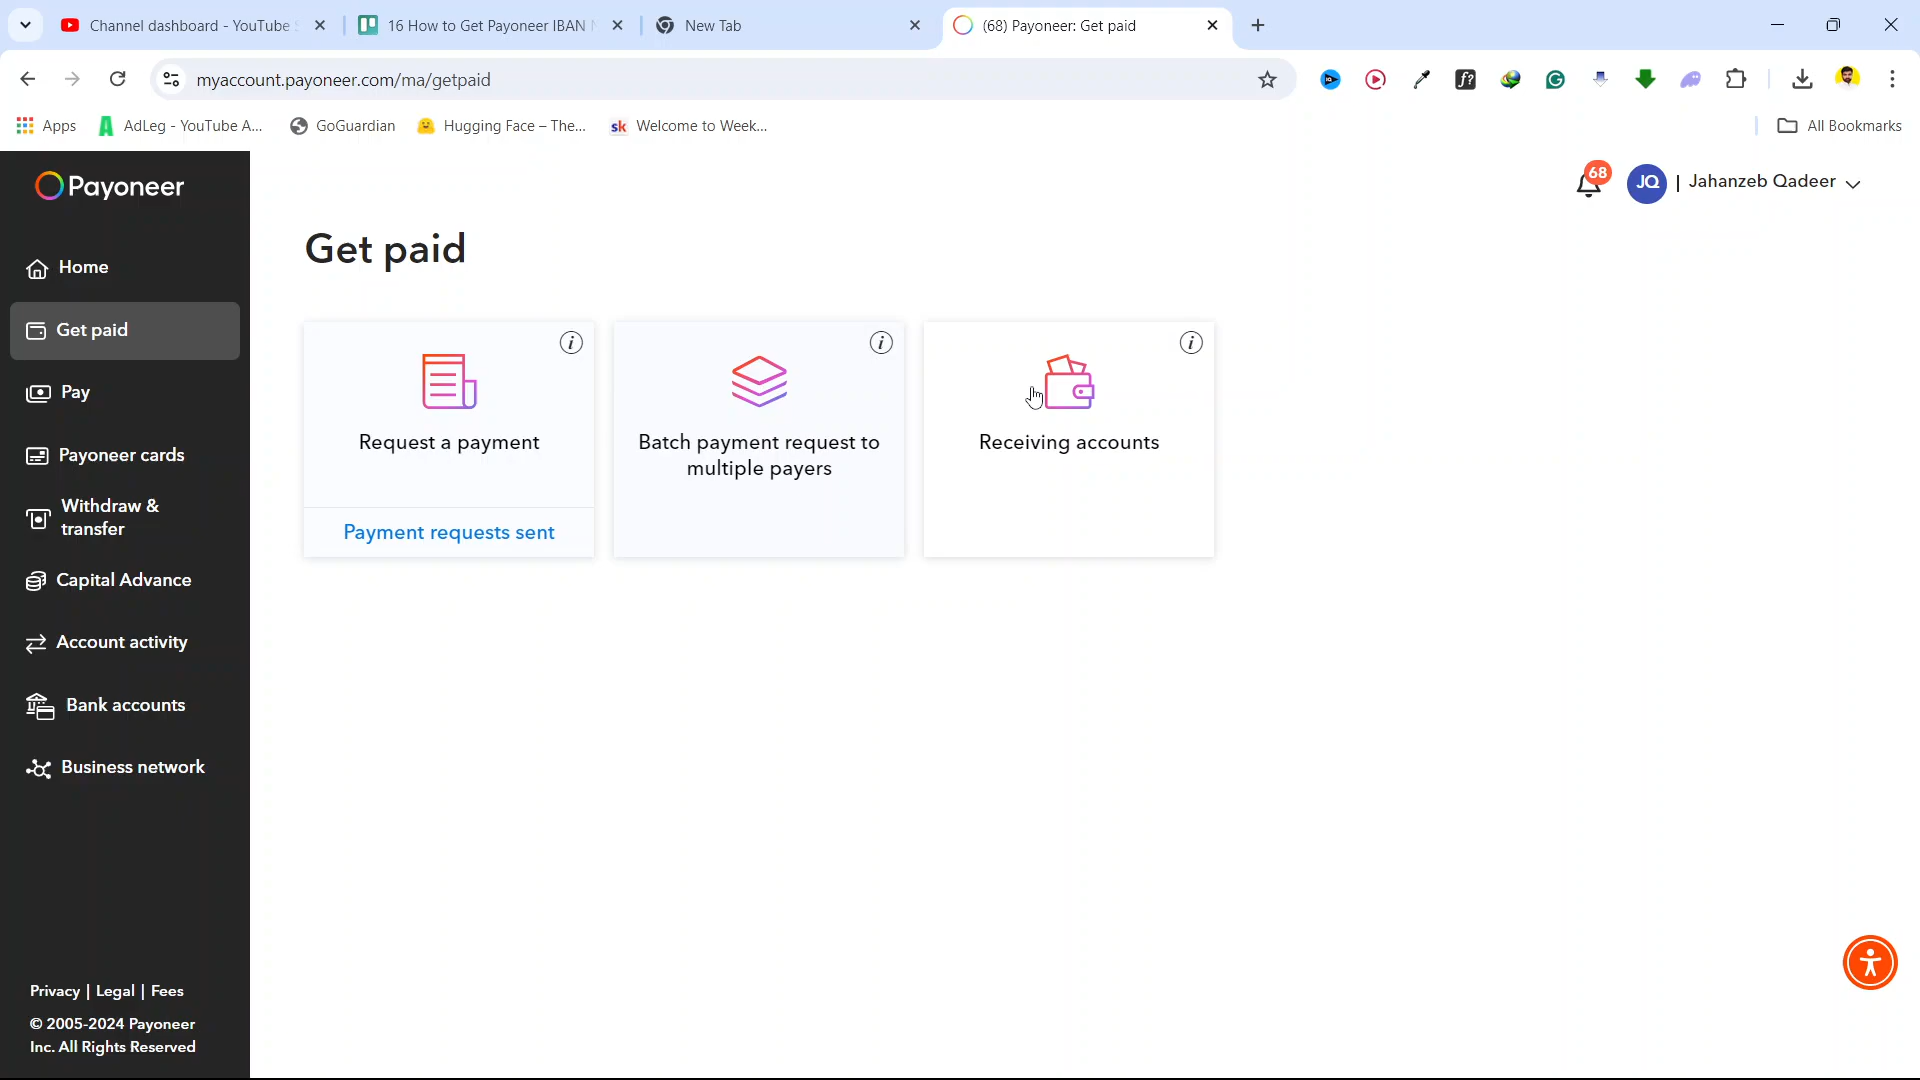 Channel dashboard - YouTube S
16 How to Get Payoneer IBAN N
New Tab
(68) Payoneer: Get paid
myaccount.payoneer.com/ma/getpaid
f?
Apps
AdLeg - YouTube A...
GoGuardian
Hugging Face – The...
sk Welcome to Week...
All Bookmarks
Payoneer
68
JQ | Jahanzeb Qadeer
Get paid
Home
Get paid
Pay
Payoneer cards
Withdraw &
transfer
Capital Advance
Account activity
Bank accounts
Business network
i
Request a payment
Payment requests sent
i
Batch payment request to
multiple payers
i
Receiving accounts
Privacy | Legal | Fees
© 2005-2024 Payoneer
Inc. All Rights Reserved